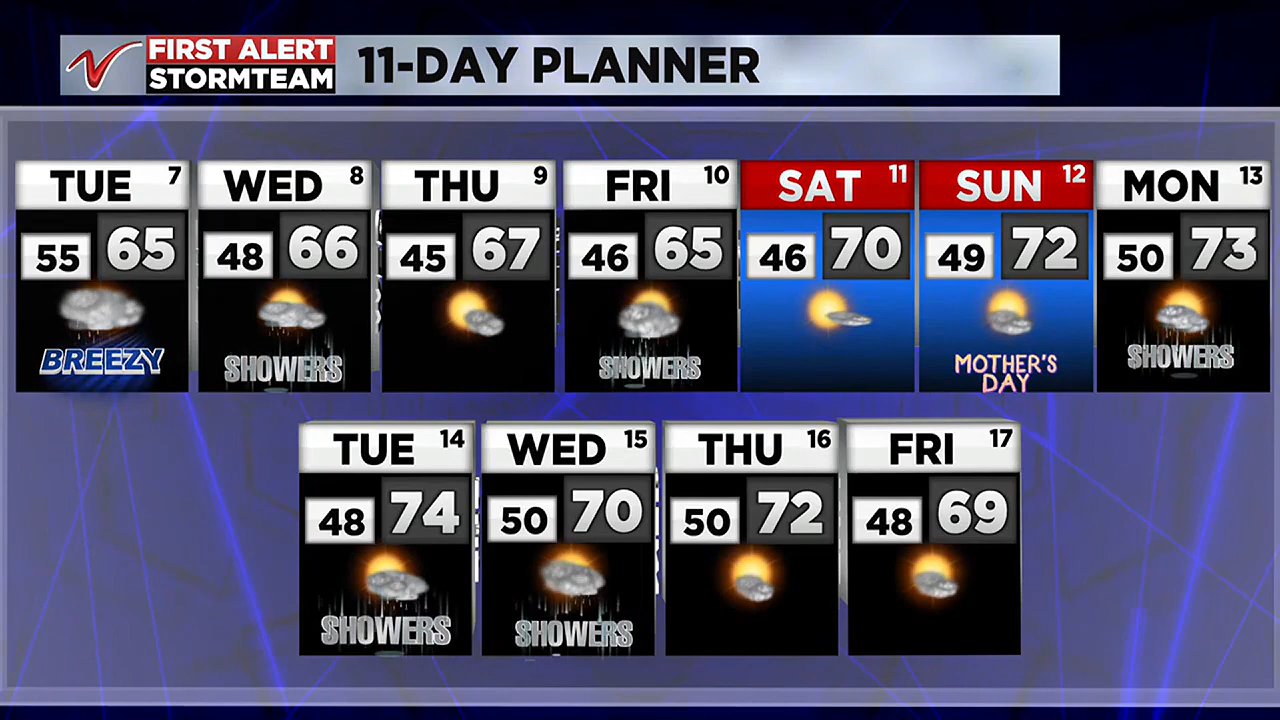 FIRST ALERT
STORMTEAM
11-DAY PLANNER
TUE 7
55 65
BREEZY
WED 8
48 66
SHOWERS
THU 9
45 67
FRI 10
46 65
SHOWERS
SAT 11
46 70
SUN 12
49 72
MOTHER'S
DAY
MON 13
50 73
SHOWERS
TUE 14
48 74
SHOWERS
WED 15
50 70
SHOWERS
THU 16
50 72
FRI 17
48 69